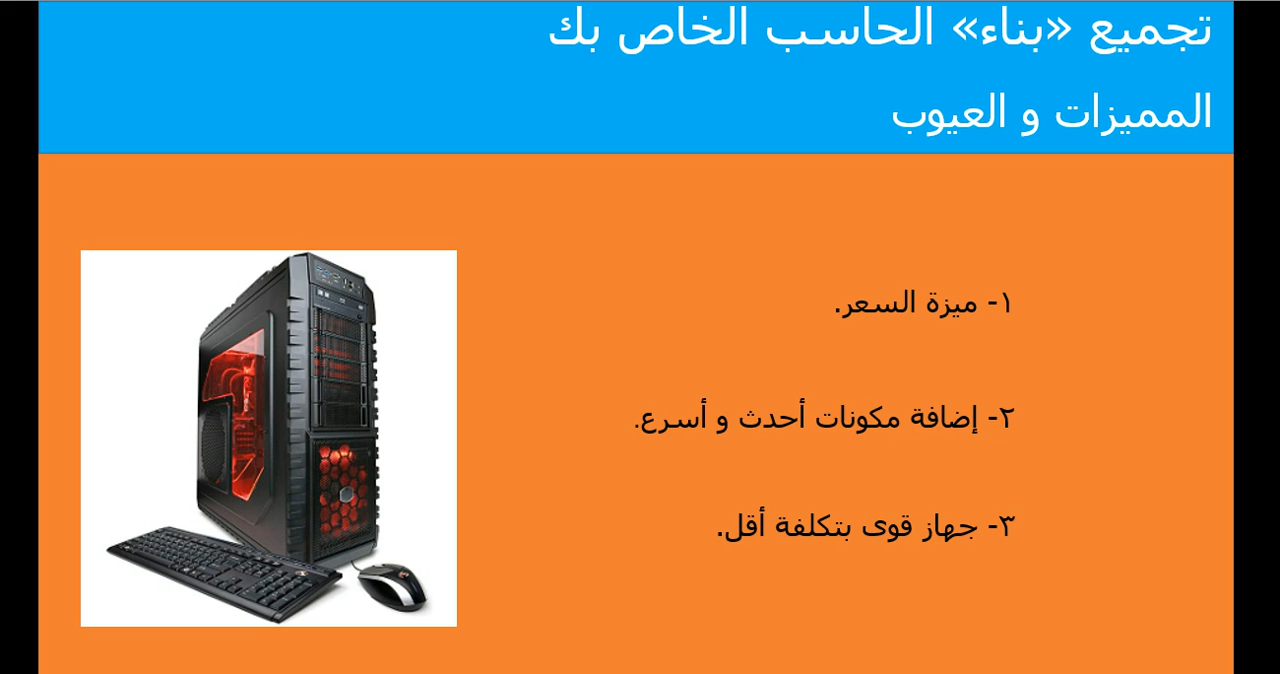 تجميع «بناء» الحاسب الخاص بك
المميزات و العيوب
١- ميزة السعر.
٢- إضافة مكونات أحدث و أسرع.
٣- جهاز قوى بتكلفة أقل.